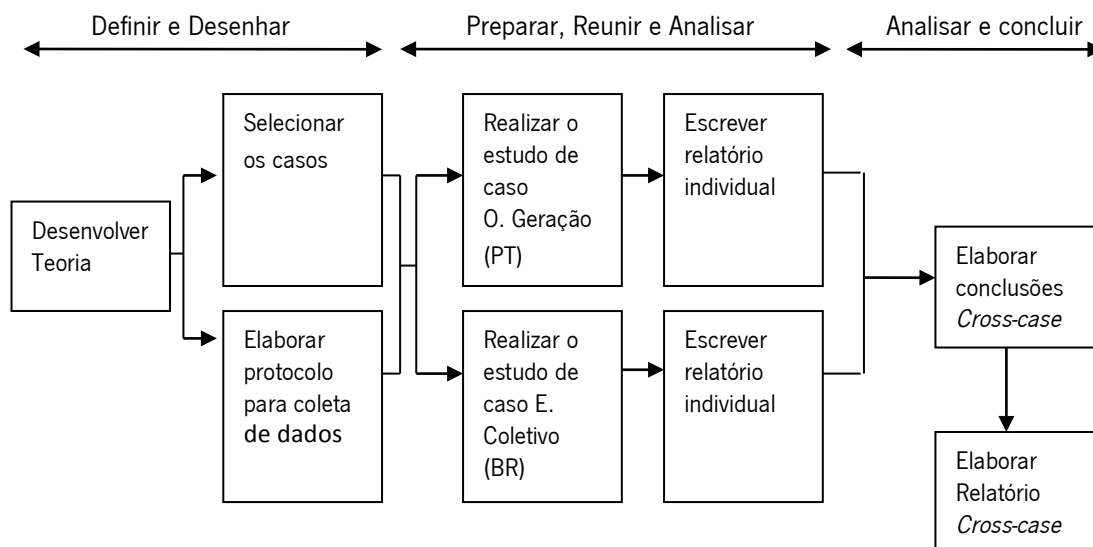 Definir e Desenhar
Preparar, Reunir e Analisar
Analisar e concluir
Desenvolver
Teoria
Selecionar
os casos
Elaborar
protocolo
para coleta
de dados
Realizar o
estudo de
caso
O. Geração
(PT)
Escrever
relatório
individual
Realizar o
estudo de
caso E.
Coletivo
(BR)
Escrever
relatório
individual
Elaborar
conclusões
Cross-case
Elaborar
Relatório
Cross-case